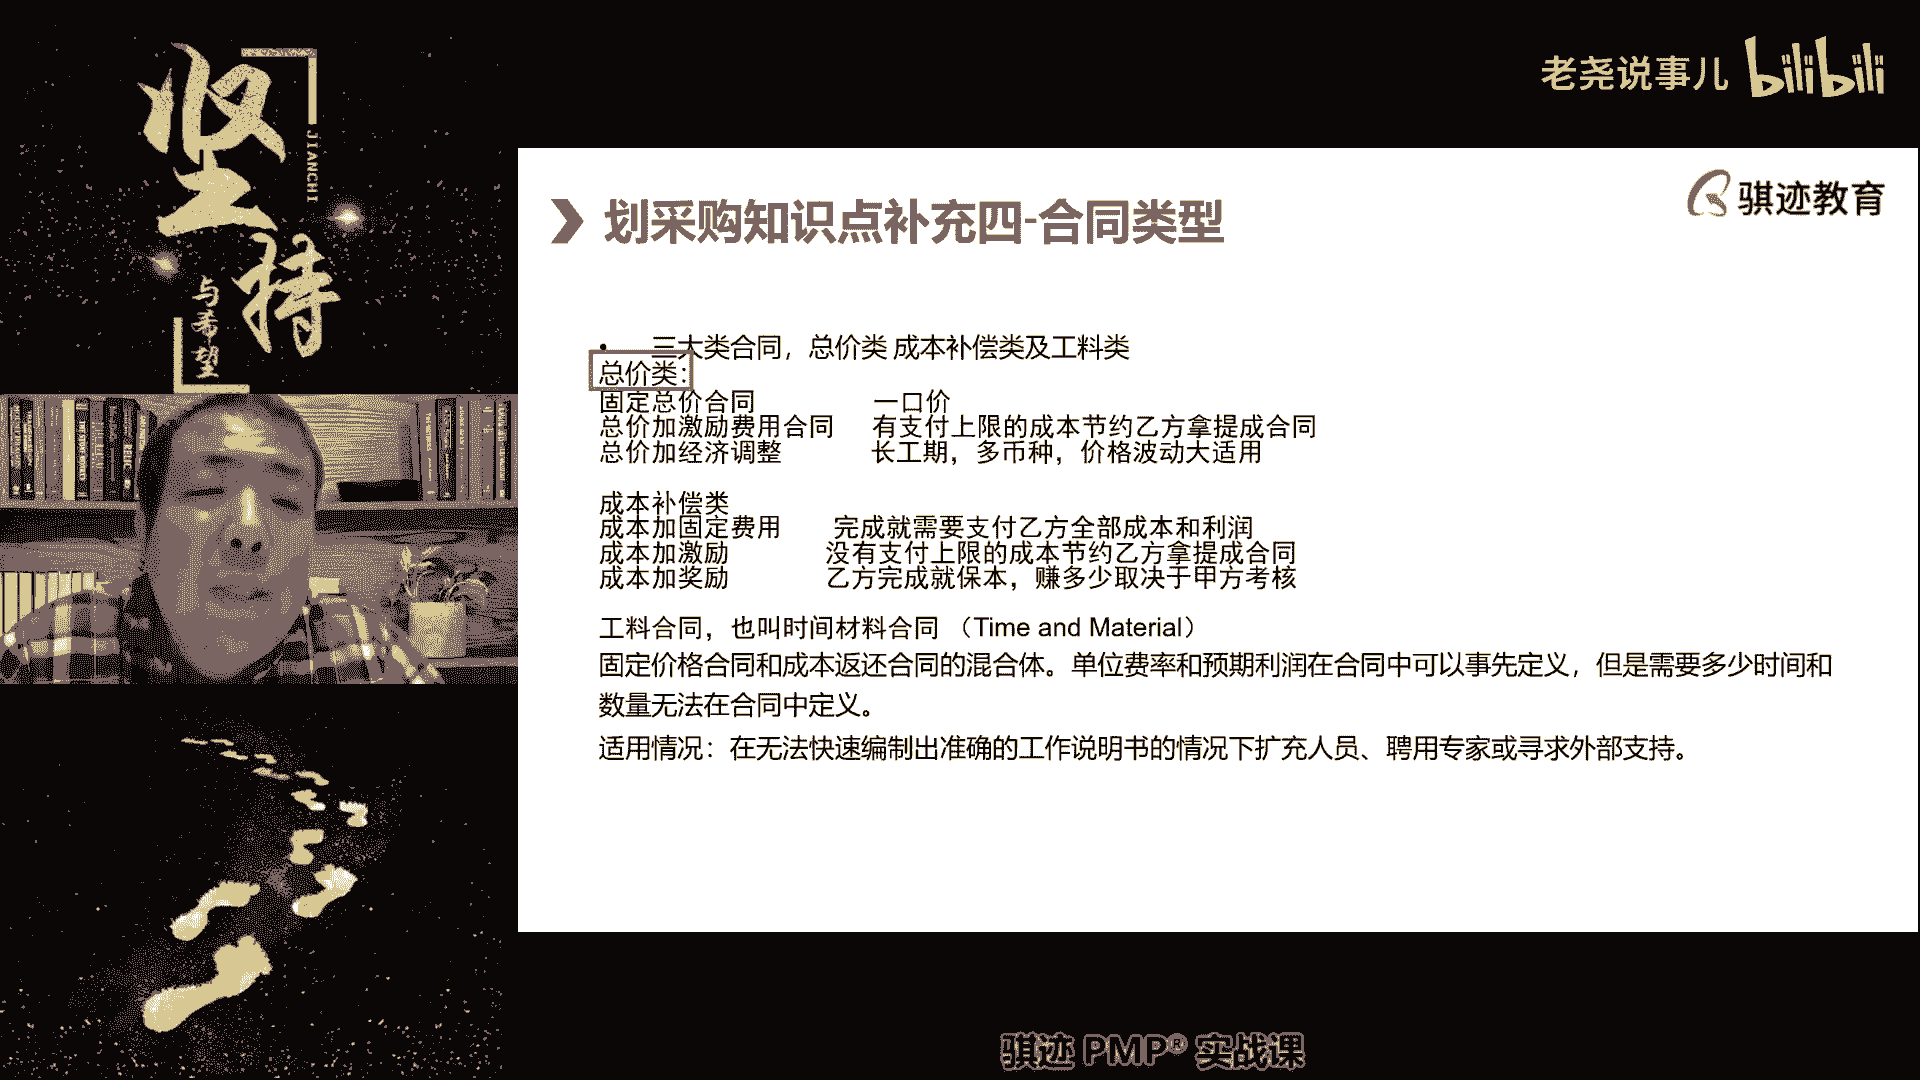 坚
持
JIANCHI
与希望
老尧说事儿 bilibili
骐迹教育
划采购知识点补充四-合同类型
• 三大类合同，总价类 成本补偿类及工料类
总价类：
固定总价合同 一口价
总价加激励费用合同 有支付上限的成本节约乙方拿提成合同
总价加经济调整 长工期，多币种，价格波动大适用
成本补偿类
成本加固定费用 完成就需要支付乙方全部成本和利润
成本加激励 没有支付上限的成本节约乙方拿提成合同
成本加奖励 乙方完成就保本，赚多少取决于甲方考核
工料合同，也叫时间材料合同 （Time and Material）
固定价格合同和成本返还合同的混合体。单位费率和预期利润在合同中可以事先定义，但是需要多少时间和
数量无法在合同中定义。
适用情况：在无法快速编制出准确的工作说明书的情况下扩充人员、聘用专家或寻求外部支持。
骐迹 PMP® 实战课